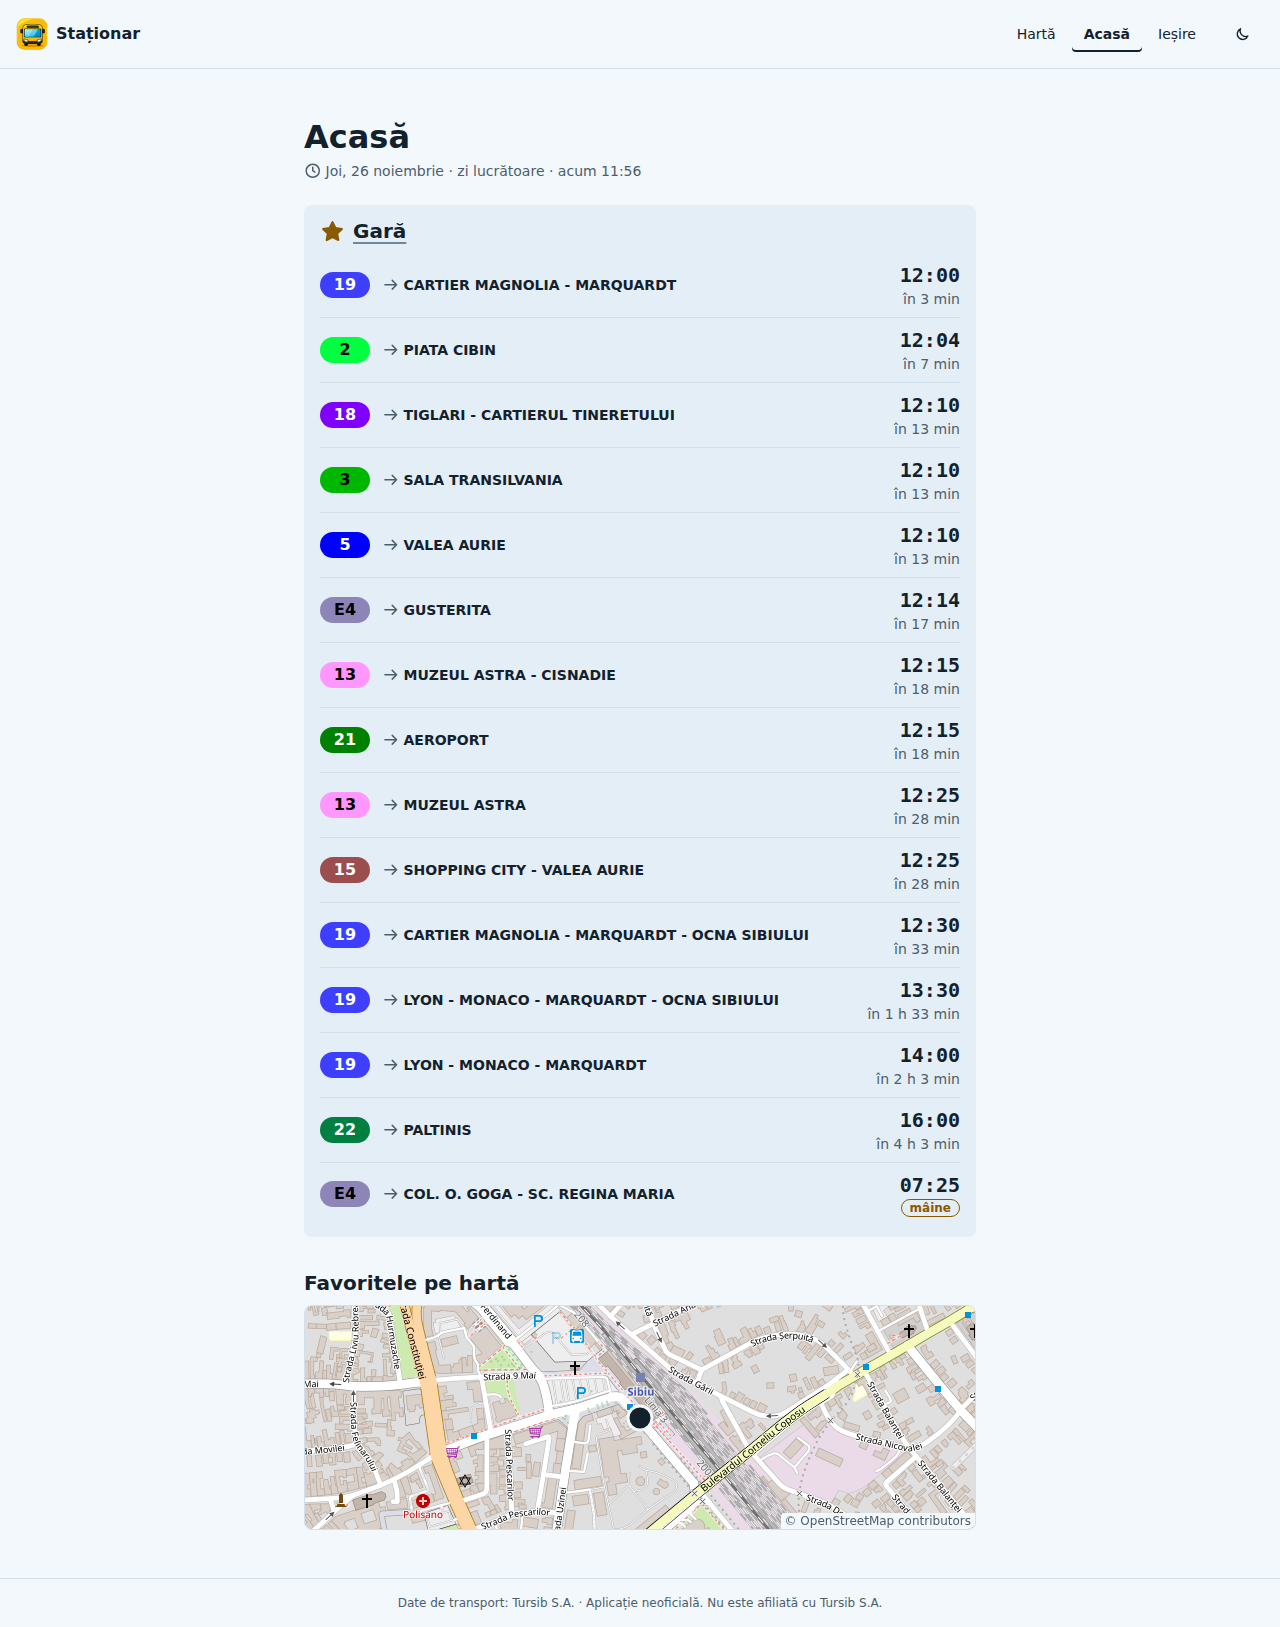 Staționar
Hartă
Acasă
Ieșire
Acasă
Joi, 26 noiembrie · zi lucrătoare · acum 11:56
Gară
19 → CARTIER MAGNOLIA - MARQUARDT 12:00
în 3 min
2 → PIATA CIBIN 12:04
în 7 min
18 → TIGLARI - CARTIERUL TINERETULUI 12:10
în 13 min
3 → SALA TRANSILVANIA 12:10
în 13 min
5 → VALEA AURIE 12:10
în 13 min
E4 → GUSTERITA 12:14
în 17 min
13 → MUZEUL ASTRA - CISNADIE 12:15
în 18 min
21 → AEROPORT 12:15
în 18 min
13 → MUZEUL ASTRA 12:25
în 28 min
15 → SHOPPING CITY - VALEA AURIE 12:25
în 28 min
19 → CARTIER MAGNOLIA - MARQUARDT - OCNA SIBIULUI 12:30
în 33 min
19 → LYON - MONACO - MARQUARDT - OCNA SIBIULUI 13:30
în 1 h 33 min
19 → LYON - MONACO - MARQUARDT 14:00
în 2 h 3 min
22 → PALTINIS 16:00
în 4 h 3 min
E4 → COL. O. GOGA - SC. REGINA MARIA 07:25
mâine
Favoritele pe hartă
Strada Șerpuită
Strada 9 Mai
Strada Gării
Sibiu
Mai
Bulevardul Corneliu Coposu
Strada Balanței
Strada Nicovalei
Strada Balanței
Strada Felinarului
Strada Pescarilor
Polisano
Strada Pescarilor
© OpenStreetMap contributors
Date de transport: Tursib S.A. · Aplicație neoficială. Nu este afiliată cu Tursib S.A.